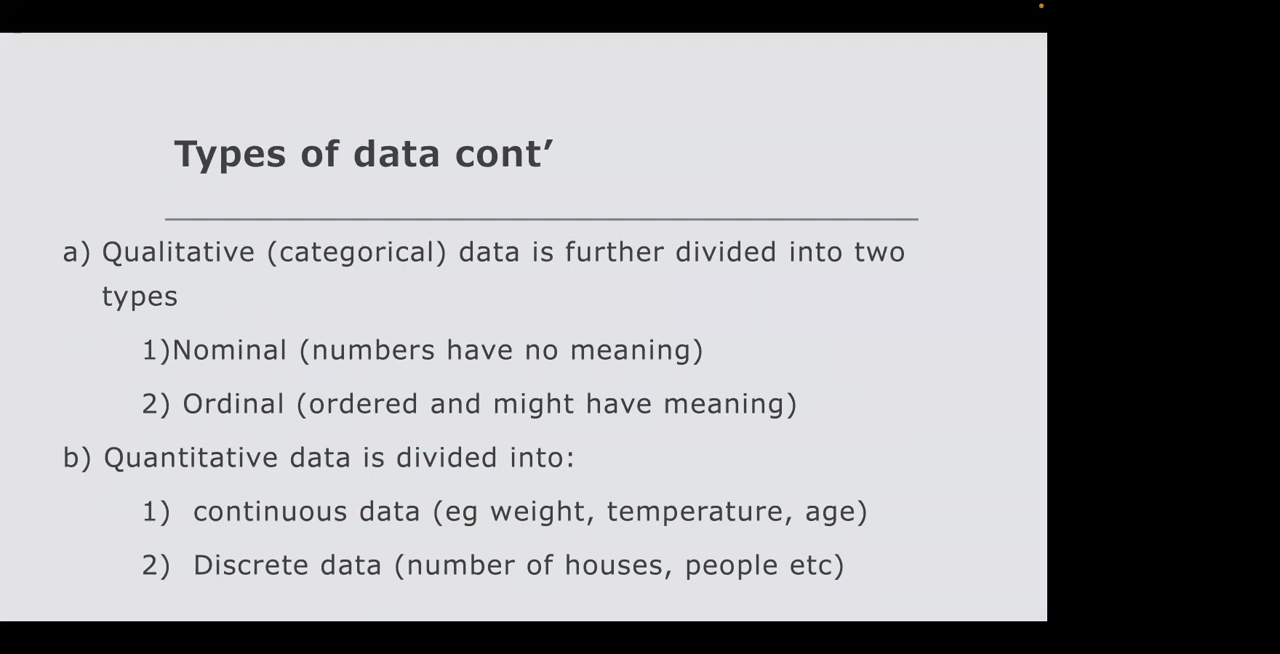 Types of data cont’
a) Qualitative (categorical) data is further divided into two
types
1)Nominal (numbers have no meaning)
2) Ordinal (ordered and might have meaning)
b) Quantitative data is divided into:
1) continuous data (eg weight, temperature, age)
2) Discrete data (number of houses, people etc)